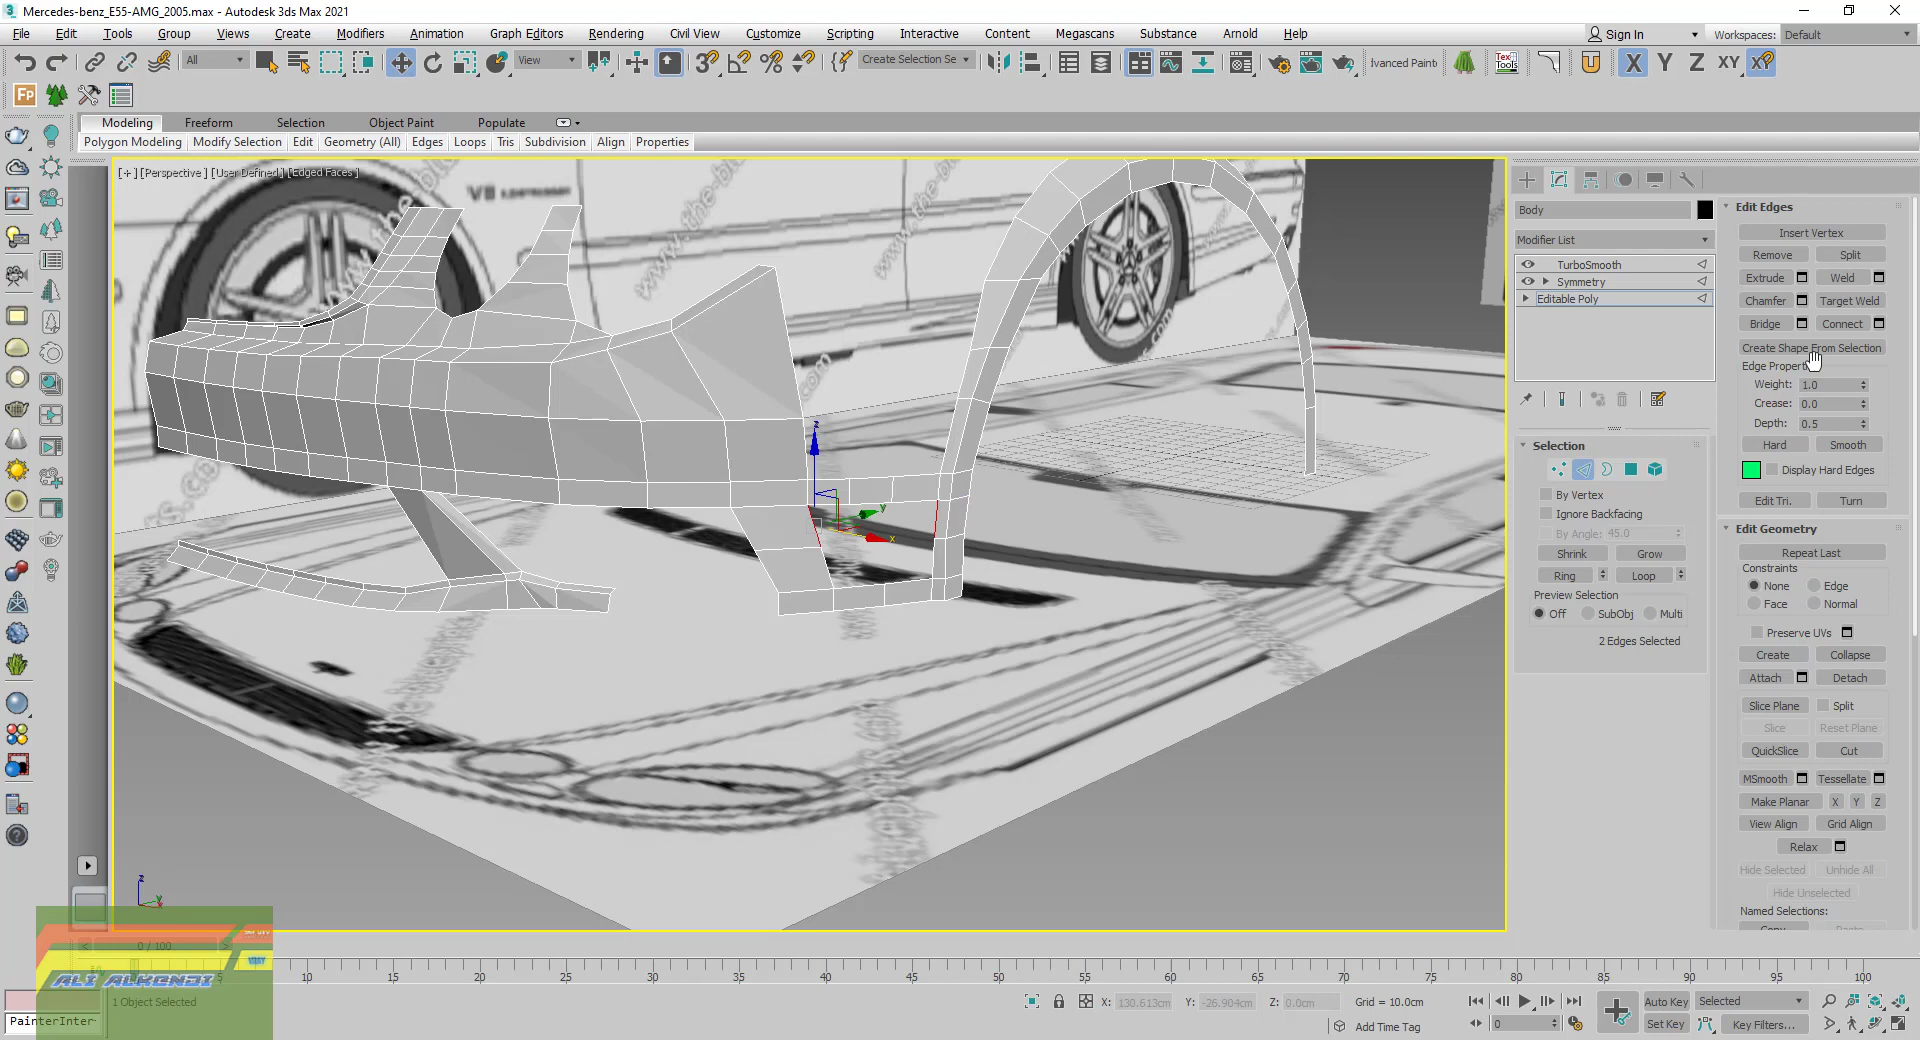 Mercedes-benz_E55-AMG_2005.max - Autodesk 3ds Max 2021
File Edit Tools Group Views Create Modifiers Animation Graph Editors Rendering Civil View Customize Scripting Interactive Content Megascans Substance Arnold Help Sign In Workspaces: Default
All View Create Selection Se lvanced Paint X Y Z XY
Modeling Freeform Selection Object Paint Populate
Polygon Modeling Modify Selection Edit Geometry (All) Edges Loops Tris Subdivision Align Properties
[+] [Perspective] [User Defined] [Edged Faces]
V8
Body
Modifier List
TurboSmooth
Symmetry
Editable Poly
Selection
By Vertex
Ignore Backfacing
By Angle: 45.0
Shrink Grow
Ring Loop
Preview Selection
Off SubObj Multi
2 Edges Selected
Edit Edges
Insert Vertex
Remove Split
Extrude Weld
Chamfer Target Weld
Bridge Connect
Create Shape From Selection
Edge Propert
Weight: 1.0
Crease: 0.0
Depth: 0.5
Hard Smooth
Display Hard Edges
Edit Tri. Turn
Edit Geometry
Repeat Last
Constraints
None Edge
Face Normal
Preserve UVs
Create Collapse
Attach Detach
Slice Plane Split
Slice Reset Plane
QuickSlice Cut
MSmooth Tessellate
Make Planar X Y Z
View Align Grid Align
Relax
Hide Selected Unhide All
Hide Unselected
Named Selections:
Copy Paste
z
y
x
z
y
0 / 100
5 10 15 20 25 30 35 40 45 50 55 60 65 70 75 80 85 90 95 100
ALI ALKENDI
1 Object Selected
PainterInter
X: 130.613cm Y: -26.904cm Z: 0.0cm Grid = 10.0cm
Add Time Tag
0
Auto Key Selected
Set Key Key Filters...